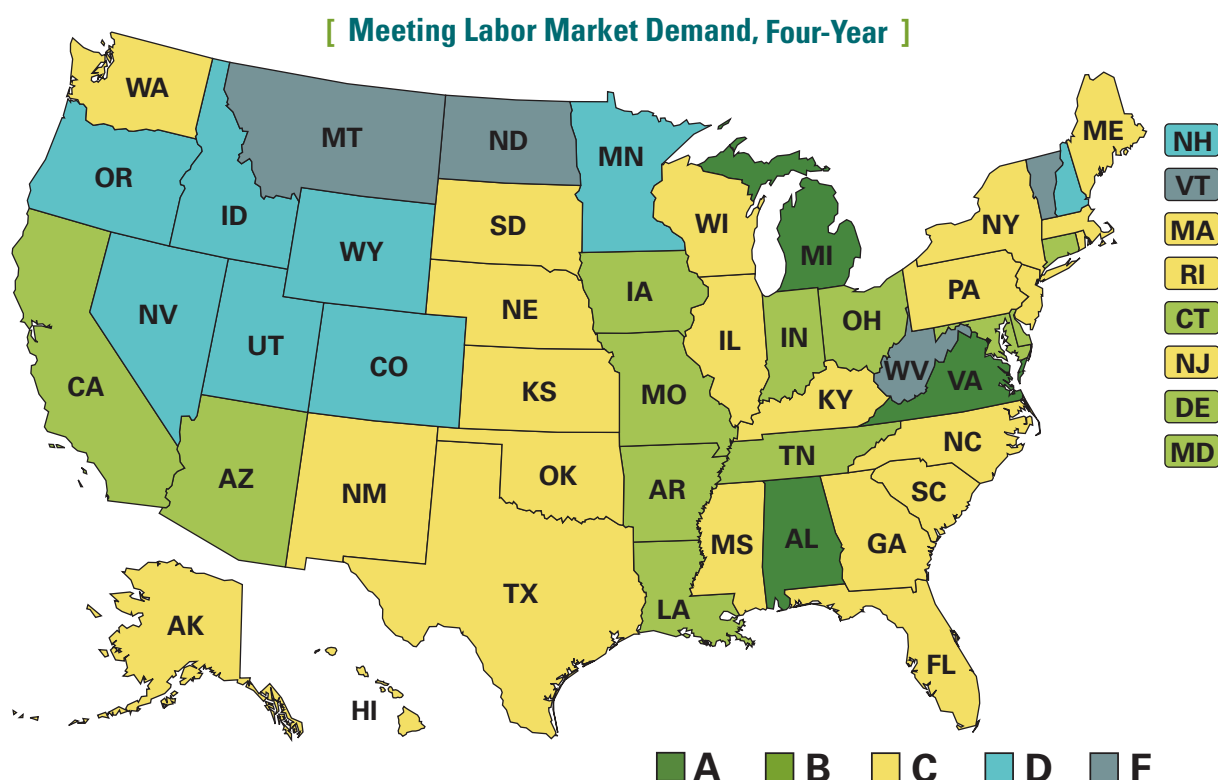 [ Meeting Labor Market Demand, Four-Year ]
WA
MT
ND
MN
ME
NH
OR
ID
VT
SD
WI
NY
MA
WY
MI
RI
IA
PA
NE
NV
OH
CT
IL
IN
UT
CO
NJ
WV
VA
CA
KS
MO
KY
DE
NC
MD
TN
AZ
OK
NM
AR
SC
MS
AL
GA
TX
LA
AK
FL
HI
A B C D F